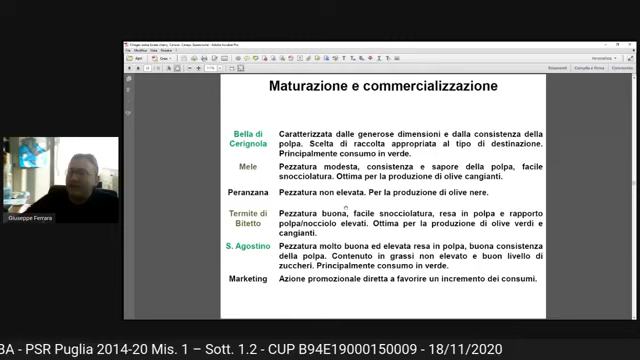 Maturazione e commercializzazione
Bella di Cerignola
Caratterizzata dalle generose dimensioni e dalla consistenza della
polpa. Scelta di raccolta appropriata al tipo di destinazione.
Principalmente consumo in verde.
Mele
Pezzatura modesta, consistenza e sapore della polpa, facile
snocciolatura. Ottima per la produzione di olive cangianti.
Peranzana
Pezzatura non elevata. Per la produzione di olive nere.
Termite di Bitetto
Pezzatura buona, facile snocciolatura, resa in polpa e rapporto
polpa/nocciolo elevati. Ottima per la produzione di olive verdi e
cangianti.
S. Agostino
Pezzatura molto buona ed elevata resa in polpa, buona consistenza
della polpa. Contenuto in grassi non elevato e buon livello di
zuccheri. Principalmente consumo in verde.
Marketing
Azione promozionale diretta a favorire un incremento dei consumi.
Giuseppe Ferrara
BA - PSR Puglia 2014-20 Mis. 1 – Sott. 1.2 - CUP B94E19000150009 - 18/11/2020